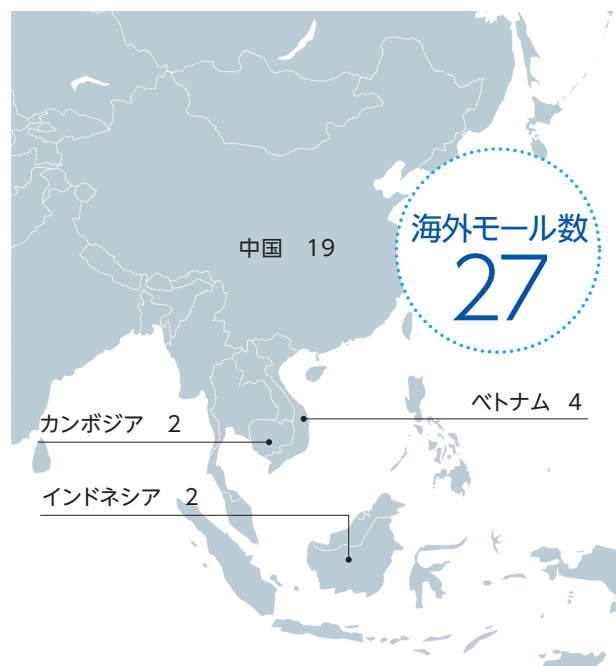 中国 19
海外モール数
27
ベトナム 4
カンボジア 2
インドネシア 2